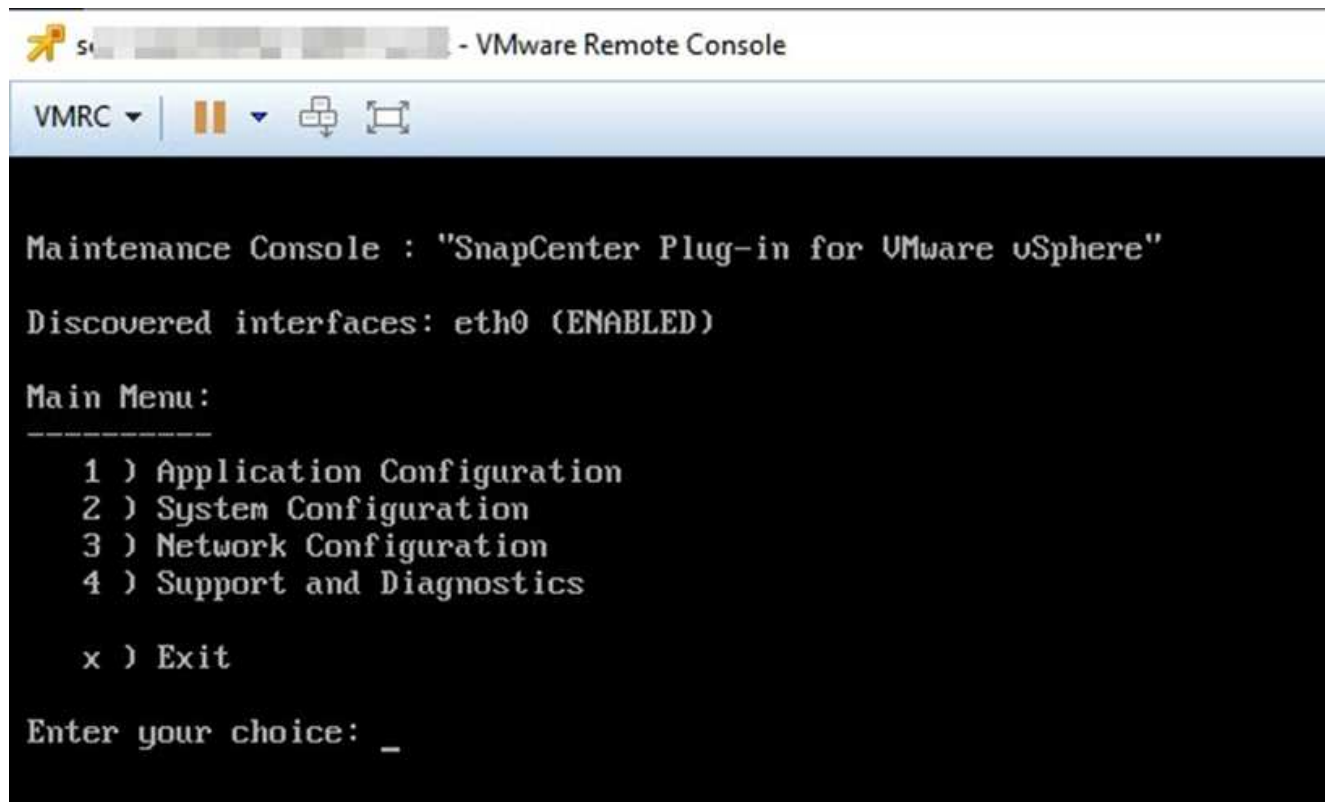 - VMware Remote Console
VMRC
Maintenance Console : "SnapCenter Plug-in for VMware vSphere"
Discovered interfaces: eth0 (ENABLED)
Main Menu:
----------
1 ) Application Configuration
2 ) System Configuration
3 ) Network Configuration
4 ) Support and Diagnostics
x ) Exit
Enter your choice: _